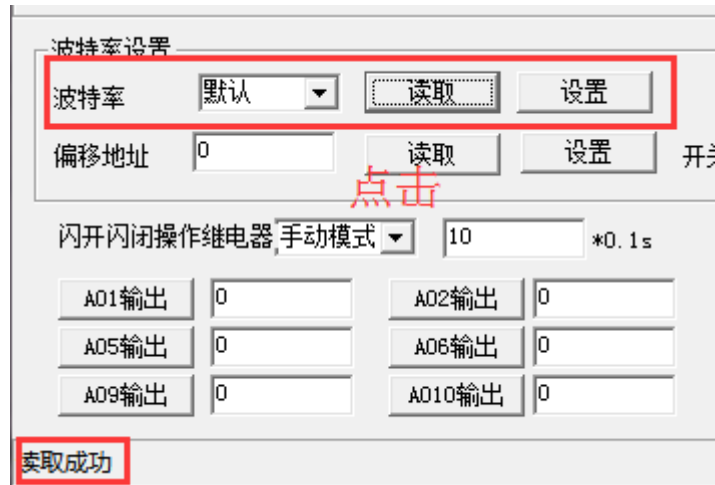 波特率设置
波特率 默认 读取 设置
偏移地址 0 读取 设置 开关
点击
闪开闪闭操作继电器 手动模式 10 *0.1s
A01输出 0 A02输出 0
A05输出 0 A06输出 0
A09输出 0 A010输出 0
读取成功